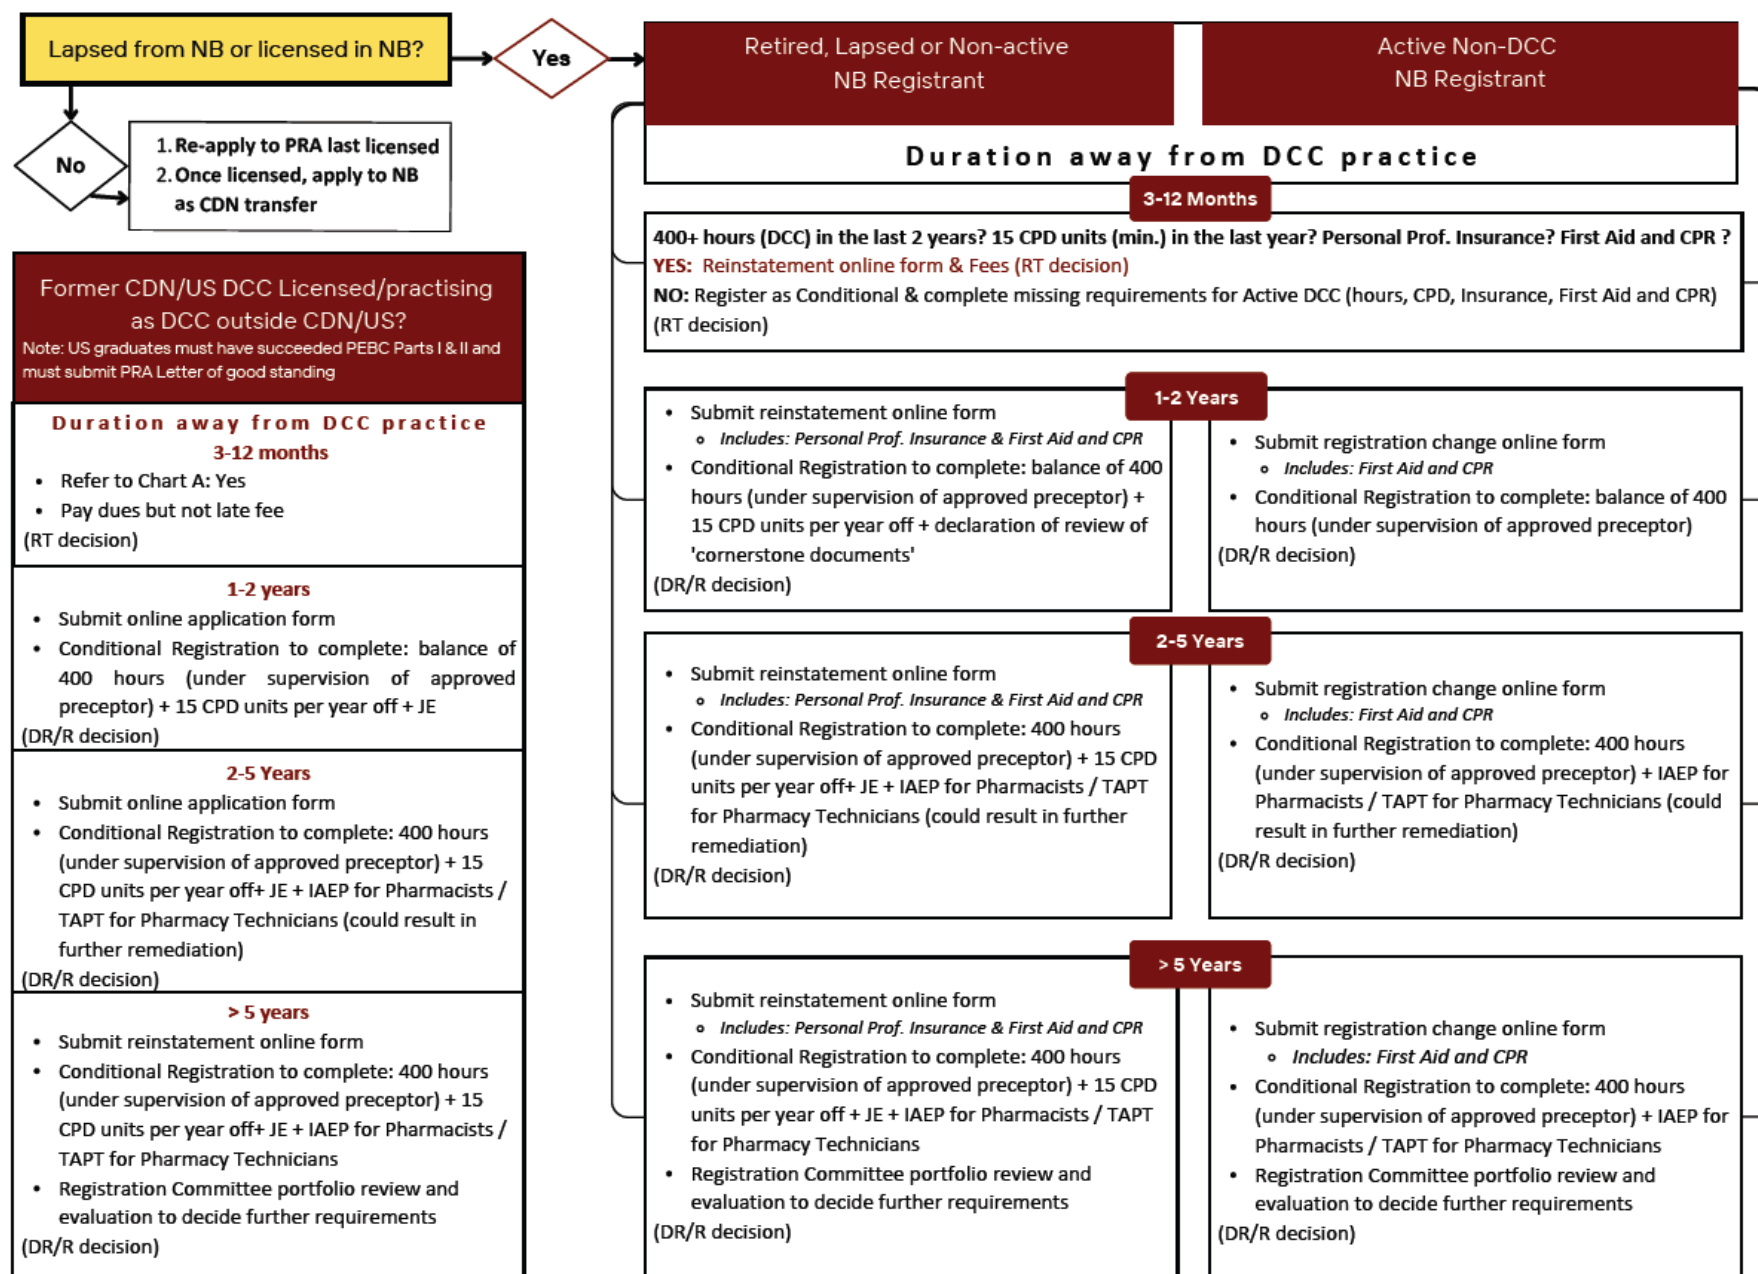 Lapsed from NB or licensed in NB?
Yes
No
1. Re-apply to PRA last licensed
2. Once licensed, apply to NB
as CDN transfer
Former CDN/US DCC Licensed/practising
as DCC outside CDN/US?
Note: US graduates must have succeeded PEBC Parts I & II and
must submit PRA Letter of good standing
Duration away from DCC practice
3-12 months
• Refer to Chart A: Yes
• Pay dues but not late fee
(RT decision)
1-2 years
• Submit online application form
• Conditional Registration to complete: balance of
400 hours (under supervision of approved
preceptor) + 15 CPD units per year off + JE
(DR/R decision)
2-5 Years
• Submit online application form
• Conditional Registration to complete: 400 hours
(under supervision of approved preceptor) + 15
CPD units per year off+ JE + IAEP for Pharmacists /
TAPT for Pharmacy Technicians (could result in
further remediation)
(DR/R decision)
> 5 years
• Submit reinstatement online form
• Conditional Registration to complete: 400 hours
(under supervision of approved preceptor) + 15
CPD units per year off+ JE + IAEP for Pharmacists /
TAPT for Pharmacy Technicians
• Registration Committee portfolio review and
evaluation to decide further requirements
(DR/R decision)
Retired, Lapsed or Non-active
NB Registrant
Active Non-DCC
NB Registrant
Duration away from DCC practice
3-12 Months
400+ hours (DCC) in the last 2 years? 15 CPD units (min.) in the last year? Personal Prof. Insurance? First Aid and CPR ?
YES: Reinstatement online form & Fees (RT decision)
NO: Register as Conditional & complete missing requirements for Active DCC (hours, CPD, Insurance, First Aid and CPR)
(RT decision)
1-2 Years
• Submit reinstatement online form
∘ Includes: Personal Prof. Insurance & First Aid and CPR
• Conditional Registration to complete: balance of 400
hours (under supervision of approved preceptor) +
15 CPD units per year off + declaration of review of
'cornerstone documents'
(DR/R decision)
• Submit registration change online form
∘ Includes: First Aid and CPR
• Conditional Registration to complete: balance of 400
hours (under supervision of approved preceptor)
(DR/R decision)
2-5 Years
• Submit reinstatement online form
∘ Includes: Personal Prof. Insurance & First Aid and CPR
• Conditional Registration to complete: 400 hours
(under supervision of approved preceptor) + 15 CPD
units per year off+ JE + IAEP for Pharmacists / TAPT
for Pharmacy Technicians (could result in further
remediation)
(DR/R decision)
• Submit registration change online form
∘ Includes: First Aid and CPR
• Conditional Registration to complete: 400 hours
(under supervision of approved preceptor) + IAEP for
Pharmacists / TAPT for Pharmacy Technicians (could
result in further remediation)
(DR/R decision)
> 5 Years
• Submit reinstatement online form
∘ Includes: Personal Prof. Insurance & First Aid and CPR
• Conditional Registration to complete: 400 hours
(under supervision of approved preceptor) + 15 CPD
units per year off + JE + IAEP for Pharmacists / TAPT
for Pharmacy Technicians
• Registration Committee portfolio review and
evaluation to decide further requirements
(DR/R decision)
• Submit registration change online form
∘ Includes: First Aid and CPR
• Conditional Registration to complete: 400 hours
(under supervision of approved preceptor) + IAEP for
Pharmacists / TAPT for Pharmacy Technicians
• Registration Committee portfolio review and
evaluation to decide further requirements
(DR/R decision)